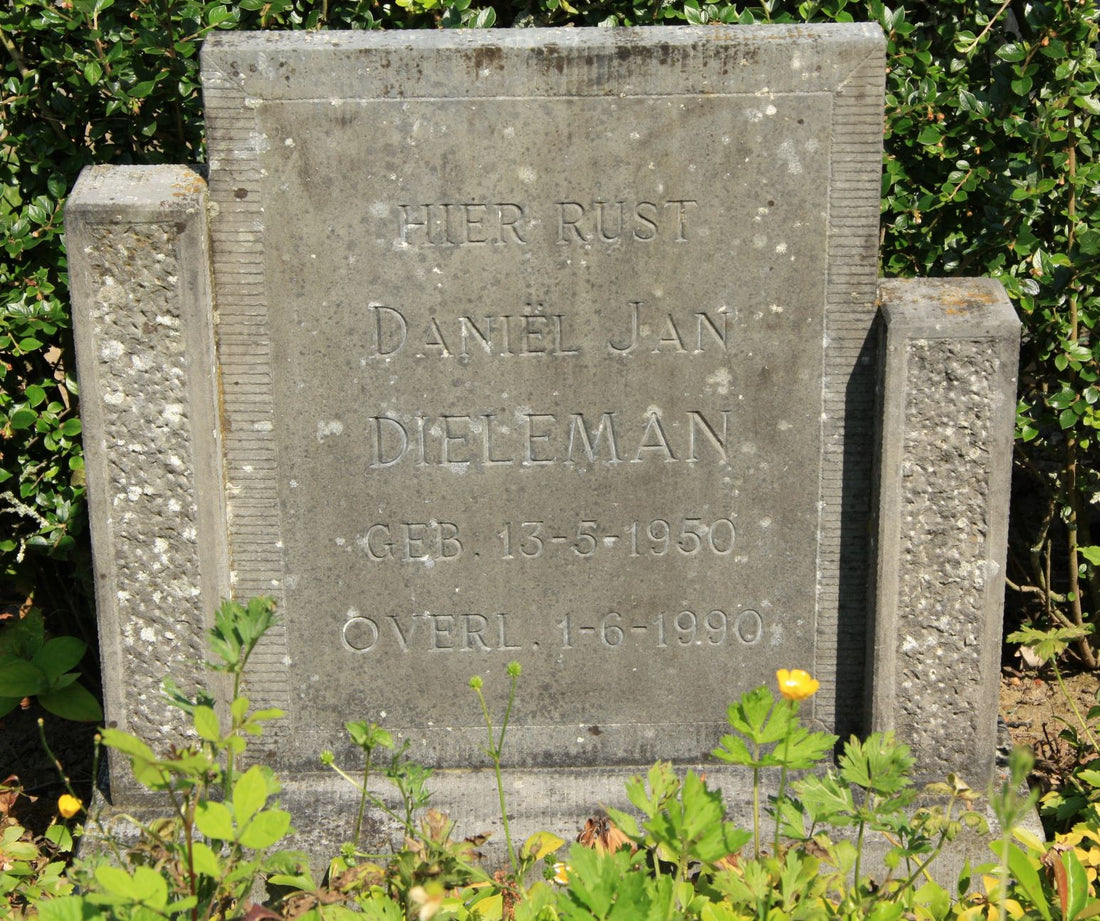 HIER RUST
DANIËL JAN
DIELEMAN
GEB. 13-5-1950
OVERL. 1-6-1990